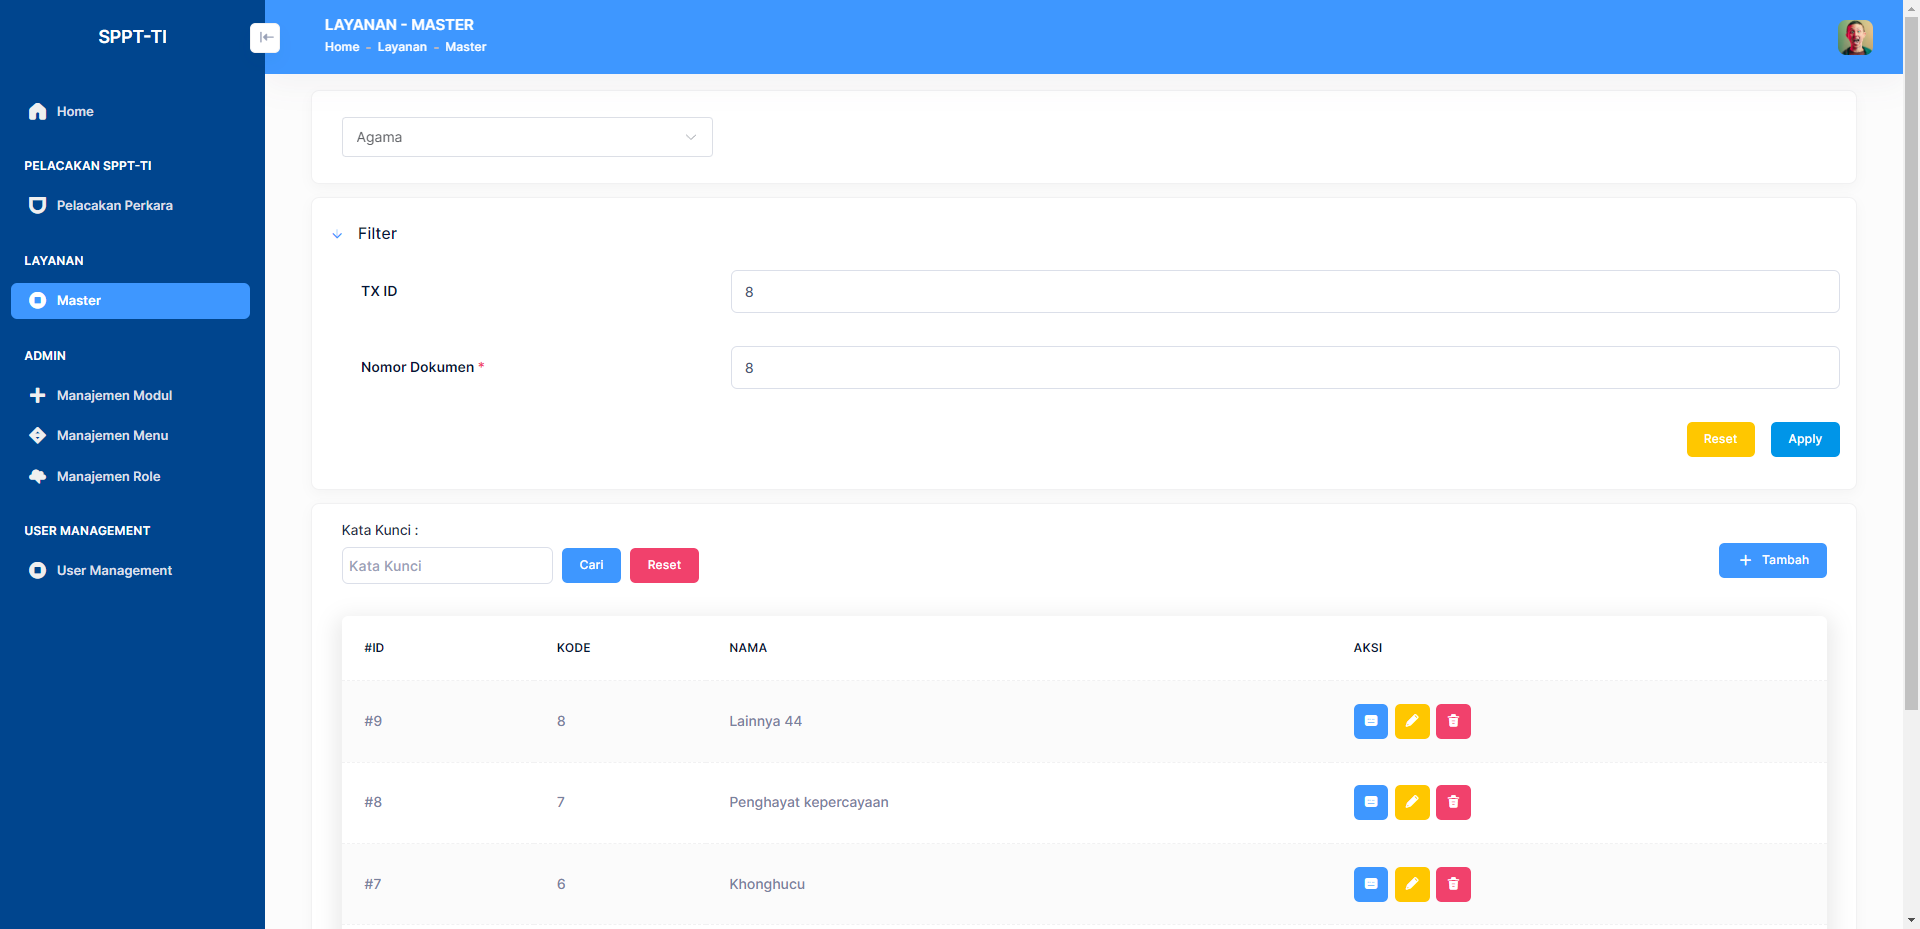 SPPT-TI
Home
PELACAKAN SPPT-TI
Pelacakan Perkara
LAYANAN
Master
ADMIN
Manajemen Modul
Manajemen Menu
Manajemen Role
USER MANAGEMENT
User Management
LAYANAN - MASTER
Home - Layanan - Master
Agama
Filter
TX ID
8
Nomor Dokumen *
8
Reset
Apply
Kata Kunci :
Kata Kunci
Cari
Reset
Tambah
#ID KODE NAMA AKSI
#9 8 Lainnya 44
#8 7 Penghayat kepercayaan
#7 6 Khonghucu